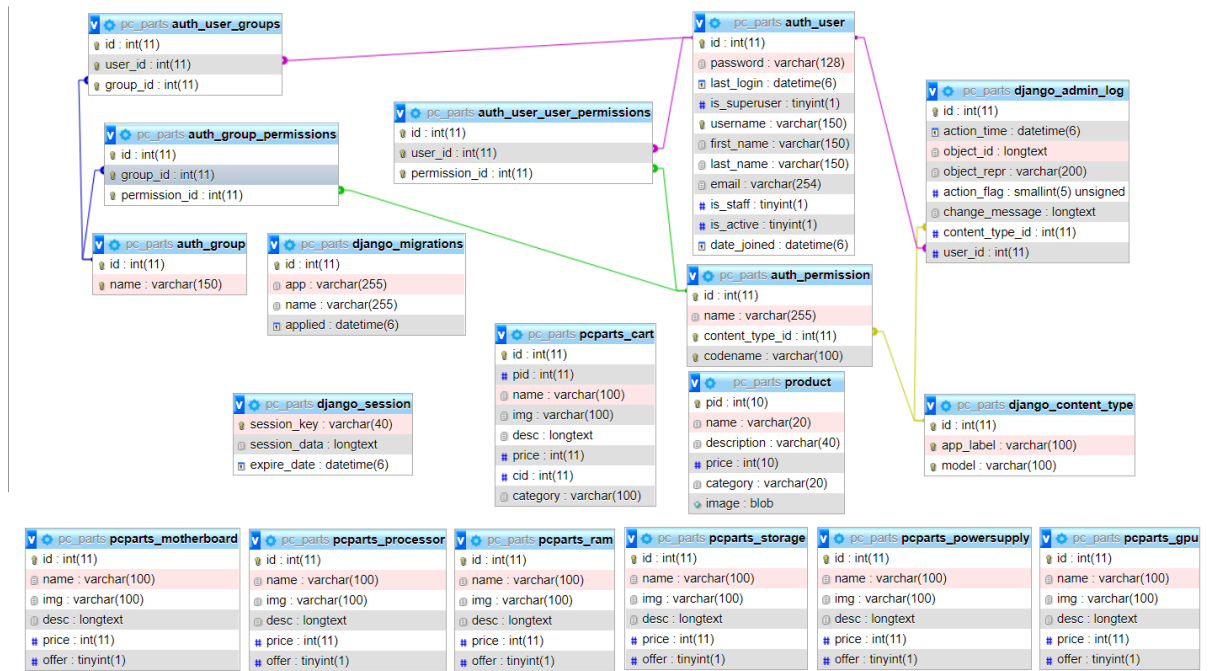 pc_parts auth_user_groups
id : int(11)
user_id : int(11)
group_id : int(11)
pc_parts auth_user
id : int(11)
password : varchar(128)
last_login : datetime(6)
is_superuser : tinyint(1)
username : varchar(150)
first_name : varchar(150)
last_name : varchar(150)
email : varchar(254)
is_staff : tinyint(1)
is_active : tinyint(1)
date_joined : datetime(6)
pc_parts django_admin_log
id : int(11)
action_time : datetime(6)
object_id : longtext
object_repr : varchar(200)
action_flag : smallint(5) unsigned
change_message : longtext
content_type_id : int(11)
user_id : int(11)
pc_parts auth_user_user_permissions
id : int(11)
user_id : int(11)
permission_id : int(11)
pc_parts auth_group_permissions
id : int(11)
group_id : int(11)
permission_id : int(11)
pc_parts auth_group
id : int(11)
name : varchar(150)
pc_parts django_migrations
id : int(11)
app : varchar(255)
name : varchar(255)
applied : datetime(6)
pc_parts auth_permission
id : int(11)
name : varchar(255)
content_type_id : int(11)
codename : varchar(100)
pc_parts pcparts_cart
id : int(11)
pid : int(11)
name : varchar(100)
img : varchar(100)
desc : longtext
price : int(11)
cid : int(11)
category : varchar(100)
pc_parts product
pid : int(10)
name : varchar(20)
description : varchar(40)
price : int(10)
category : varchar(20)
image : blob
pc_parts django_session
session_key : varchar(40)
session_data : longtext
expire_date : datetime(6)
pc_parts django_content_type
id : int(11)
app_label : varchar(100)
model : varchar(100)
pc_parts pcparts_motherboard
id : int(11)
name : varchar(100)
img : varchar(100)
desc : longtext
price : int(11)
offer : tinyint(1)
pc_parts pcparts_processor
id : int(11)
name : varchar(100)
img : varchar(100)
desc : longtext
price : int(11)
offer : tinyint(1)
pc_parts pcparts_ram
id : int(11)
name : varchar(100)
img : varchar(100)
desc : longtext
price : int(11)
offer : tinyint(1)
pc_parts pcparts_storage
id : int(11)
name : varchar(100)
img : varchar(100)
desc : longtext
price : int(11)
offer : tinyint(1)
pc_parts pcparts_powersupply
id : int(11)
name : varchar(100)
img : varchar(100)
desc : longtext
price : int(11)
offer : tinyint(1)
pc_parts pcparts_gpu
id : int(11)
name : varchar(100)
img : varchar(100)
desc : longtext
price : int(11)
offer : tinyint(1)